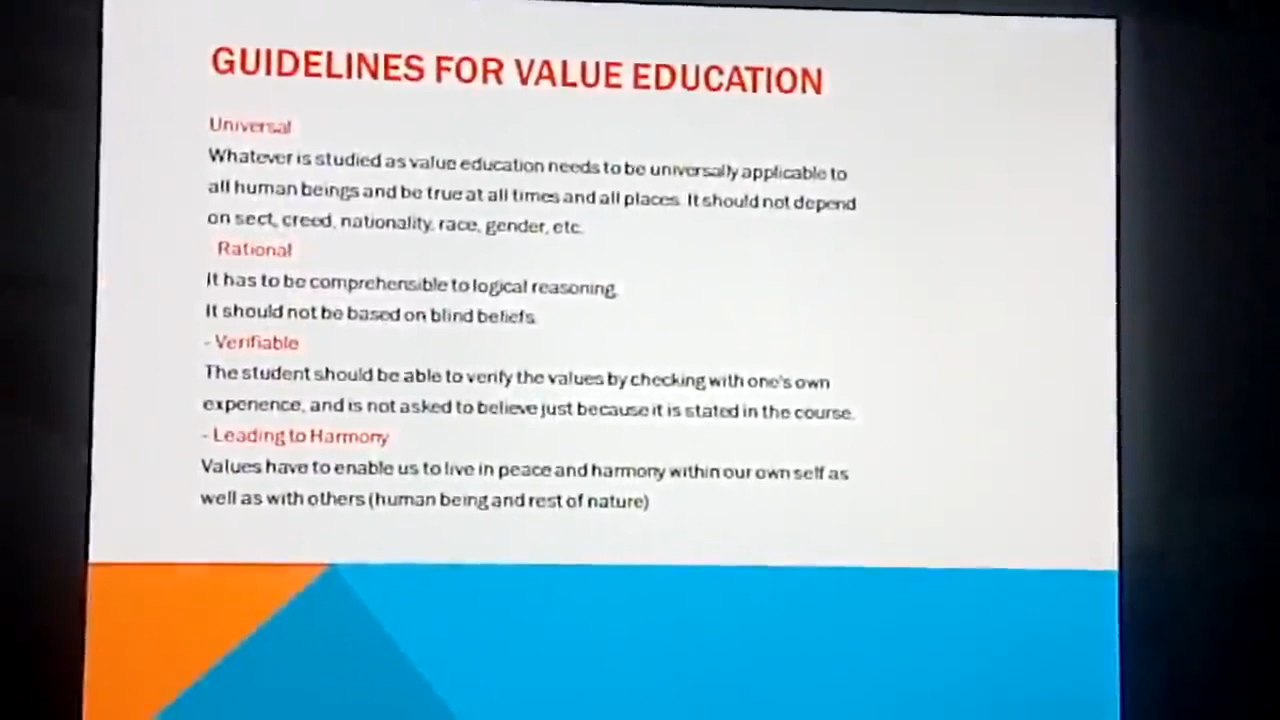 GUIDELINES FOR VALUE EDUCATION
Universal
Whatever is studied as value education needs to be universally applicable to
all human beings and be true at all times and all places. It should not depend
on sect, creed, nationality, race, gender, etc.
Rational
It has to be comprehensible to logical reasoning.
It should not be based on blind beliefs.
- Verifiable
The student should be able to verify the values by checking with one's own
experience, and is not asked to believe just because it is stated in the course.
- Leading to Harmony
Values have to enable us to live in peace and harmony within our own self as
well as with others (human being and rest of nature)